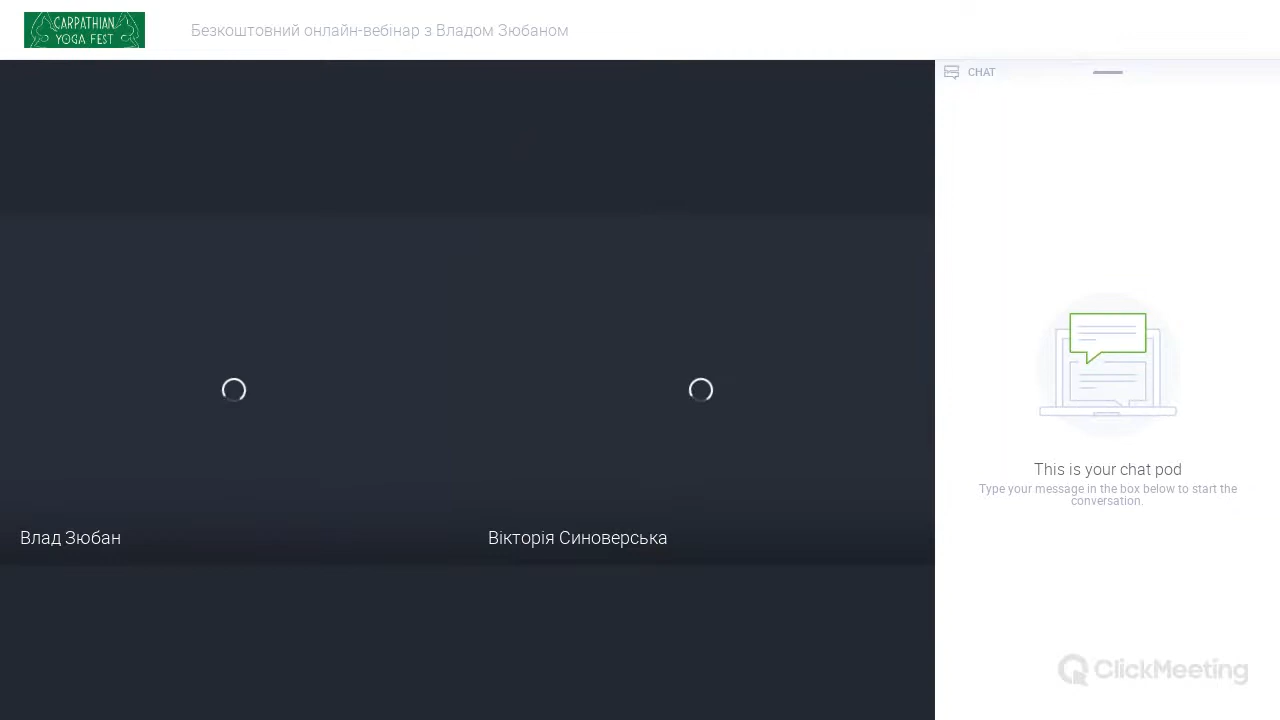 CARPATHIAN
YOGA FEST
Безкоштовний онлайн-вебінар з Владом Зюбаном
CHAT
Влад Зюбан
Вікторія Синоверська
This is your chat pod
Type your message in the box below to start the
conversation.
ClickMeeting